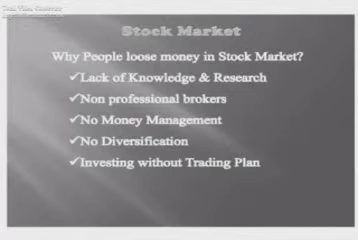 Stock Market
Why People loose money in Stock Market?
✓Lack of Knowledge & Research
✓Non professional brokers
✓No Money Management
✓No Diversification
✓Investing without Trading Plan